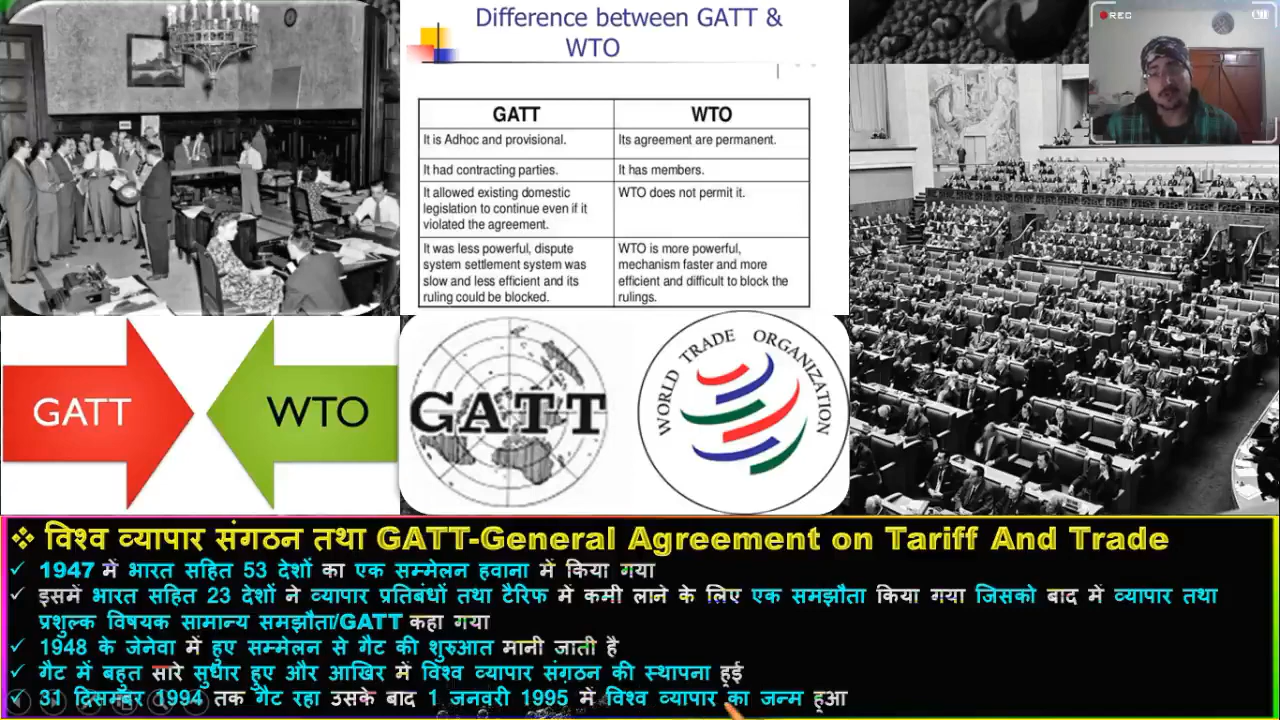 Difference between GATT &
WTO
REC
GATT
WTO
It is Adhoc and provisional.
Its agreement are permanent.
It had contracting parties.
It has members.
It allowed existing domestic
legislation to continue even if it
violated the agreement.
WTO does not permit it.
It was less powerful, dispute
system settlement system was
slow and less efficient and its
ruling could be blocked.
WTO is more powerful,
mechanism faster and more
efficient and difficult to block the
rulings.
GATT
WTO
GATT
WORLD TRADE ORGANIZATION
❖ विश्व व्यापार संगठन तथा GATT-General Agreement on Tariff And Trade
✓ 1947 में भारत सहित 53 देशों का एक सम्मेलन हवाना में किया गया
✓ इसमें भारत सहित 23 देशों ने व्यापार प्रतिबंधों तथा टैरिफ में कमी लाने के लिए एक समझौता किया गया जिसको बाद में व्यापार तथा
प्रशुल्क विषयक सामान्य समझौता/GATT कहा गया
✓ 1948 के जेनेवा में हुए सम्मेलन से गैट की शुरुआत मानी जाती है
✓ गैट में बहुत सारे सुधार हुए और आखिर में विश्व व्यापार संगठन की स्थापना हुई
✓ 31 दिसम्बर 1994 तक गैट रहा उसके बाद 1 जनवरी 1995 में विश्व व्यापार का जन्म हुआ